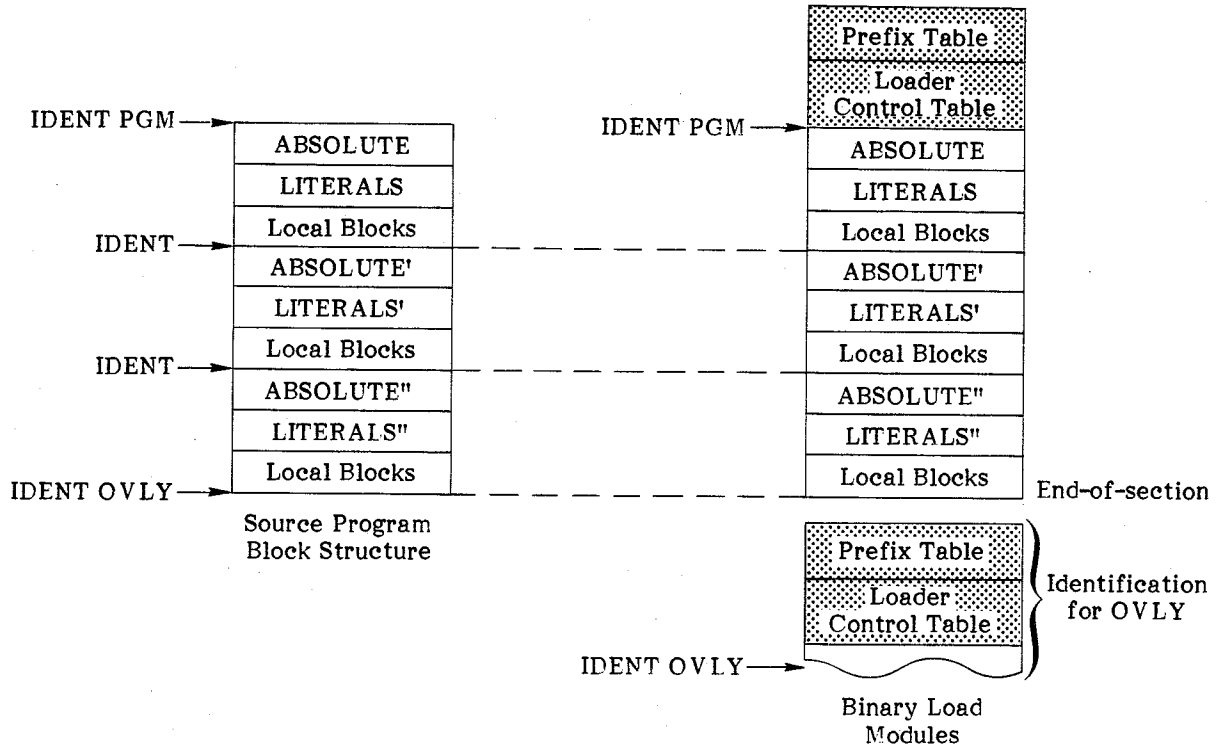 IDENT PGM
ABSOLUTE
LITERALS
Local Blocks
IDENT
ABSOLUTE'
LITERALS'
Local Blocks
IDENT
ABSOLUTE"
LITERALS"
Local Blocks
IDENT OVLY
Source Program
Block Structure
Prefix Table
Loader
Control Table
IDENT PGM
ABSOLUTE
LITERALS
Local Blocks
ABSOLUTE'
LITERALS'
Local Blocks
ABSOLUTE"
LITERALS"
Local Blocks
End-of-section
Prefix Table
Loader
Control Table
Identification
for OVLY
IDENT OVLY
Binary Load
Modules